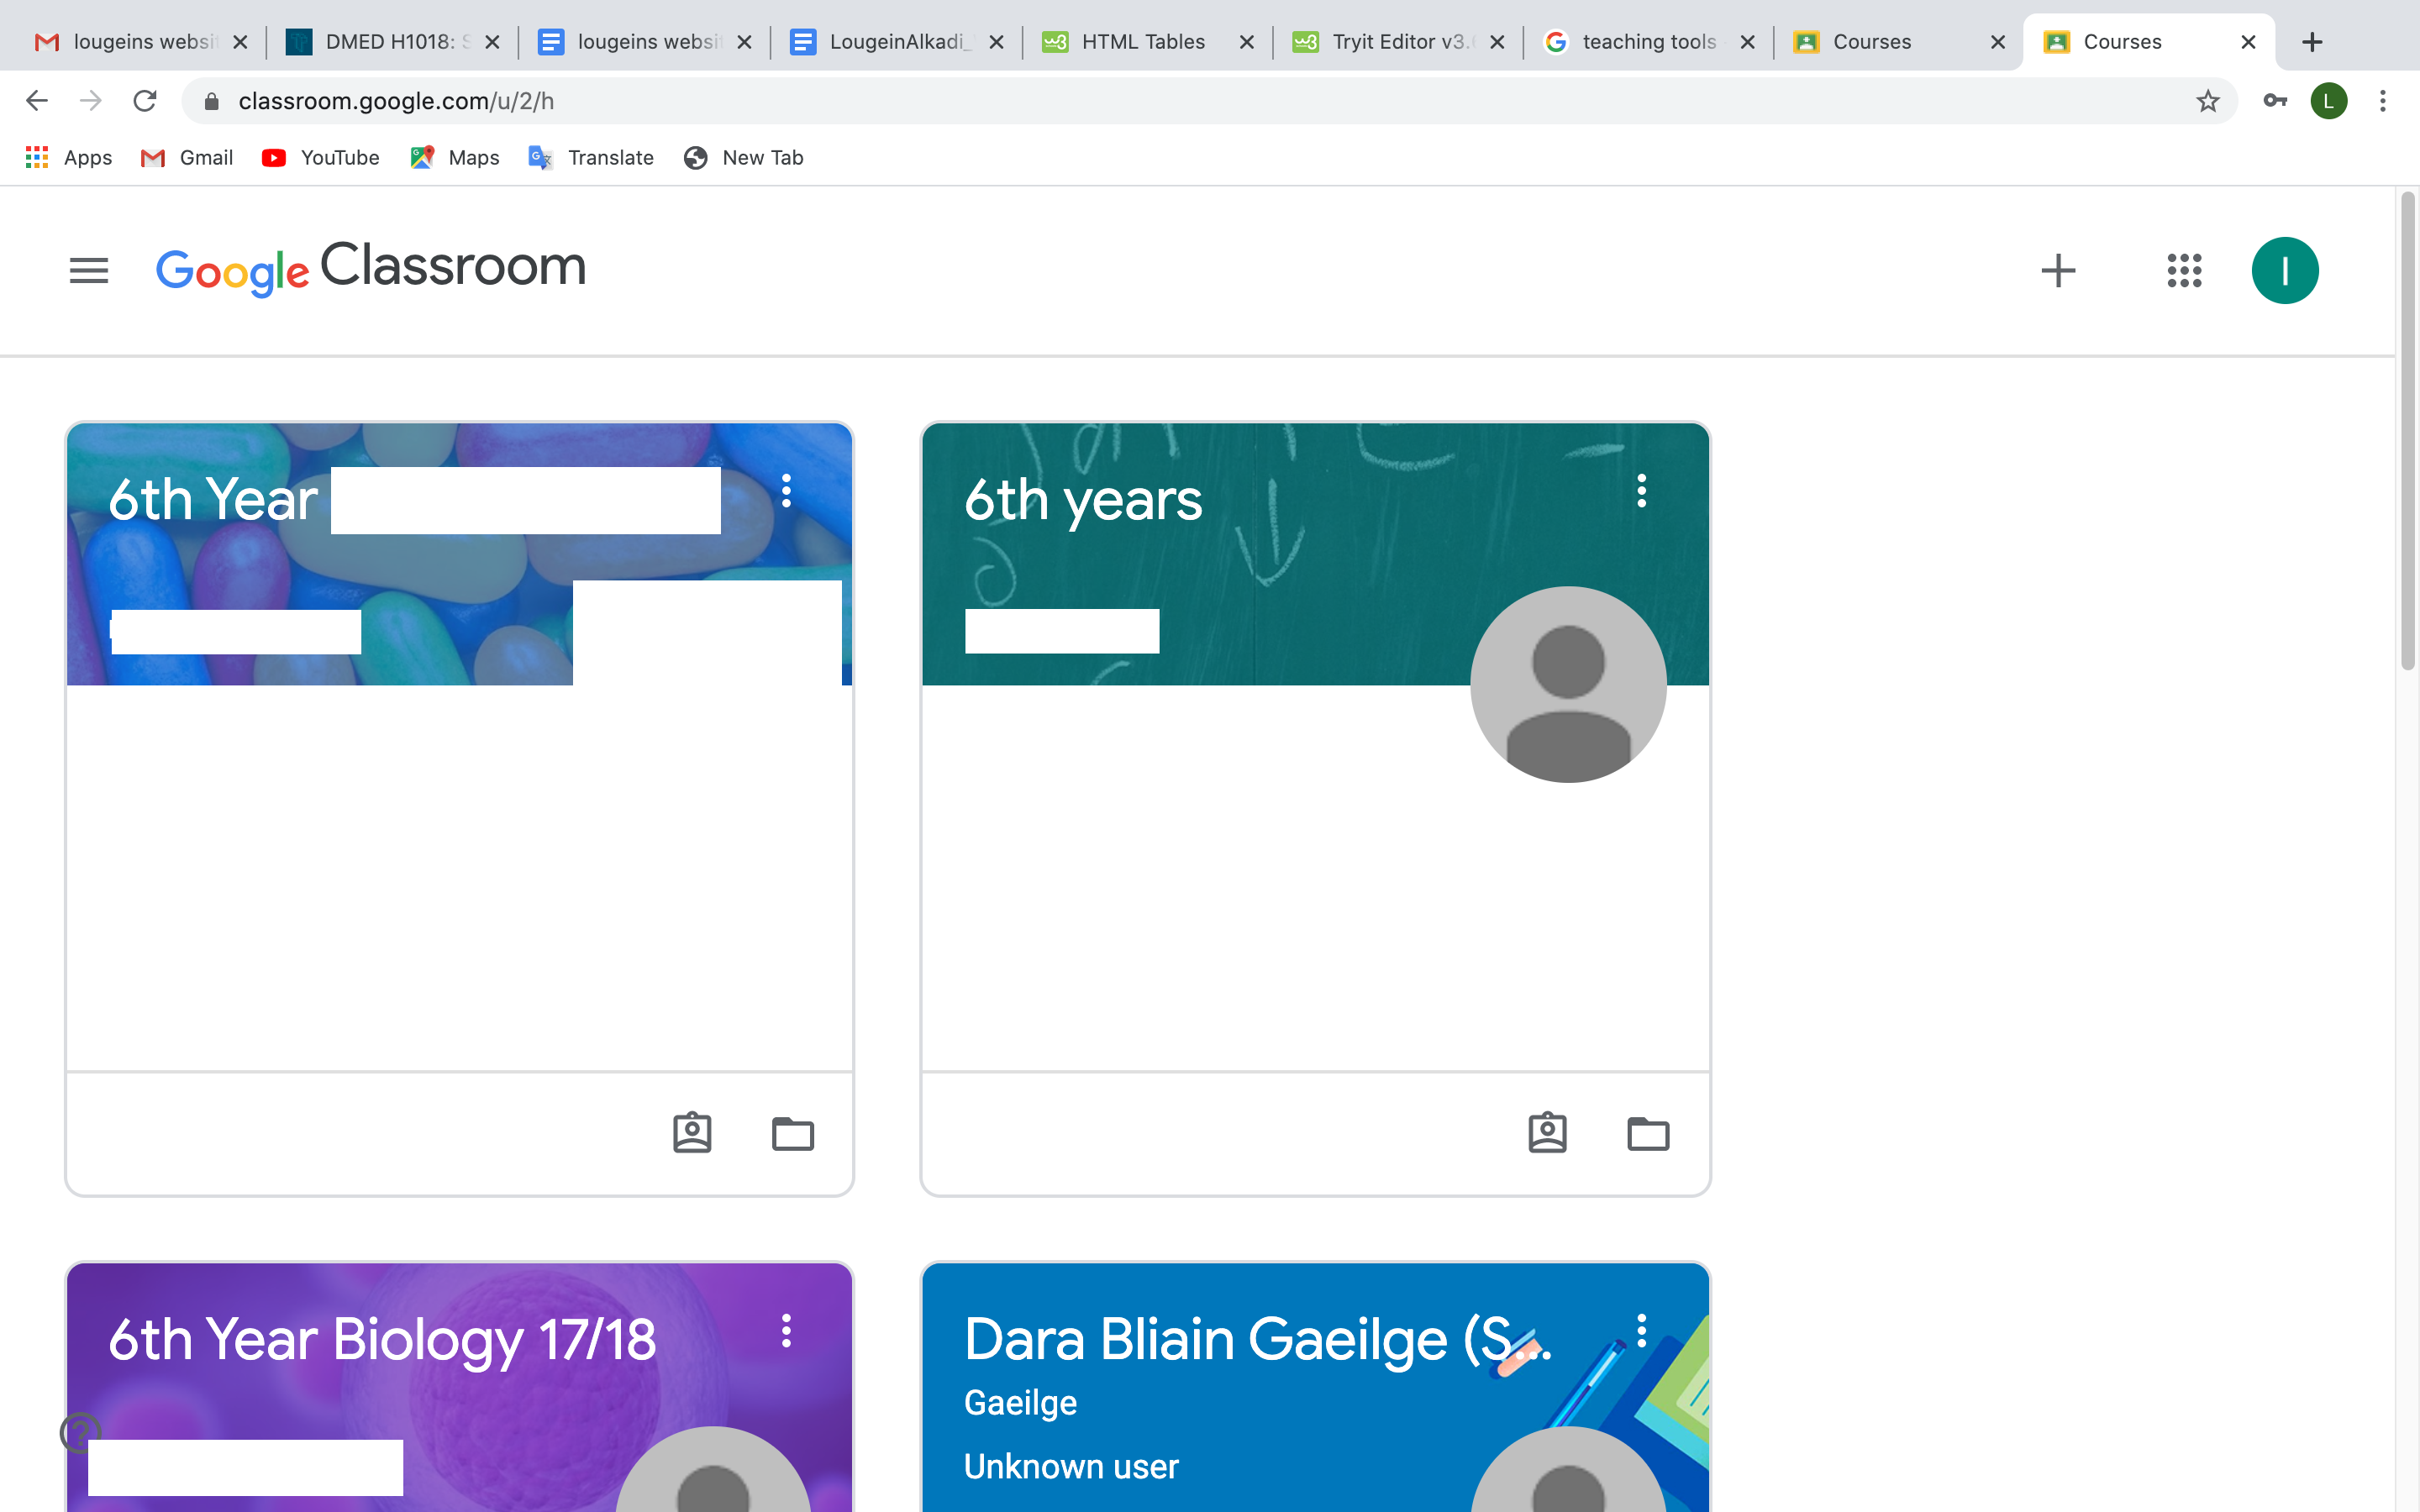 lougeins websi
DMED H1018: S
lougeins websi
LougeinAlkadi_
HTML Tables
Tryit Editor v3.6
teaching tools
Courses
Courses
classroom.google.com/u/2/h
L
Apps
Gmail
YouTube
Maps
Translate
New Tab
Google Classroom
I
6th Year
6th years
6th Year Biology 17/18
Dara Bliain Gaeilge (S...
Gaeilge
Unknown user